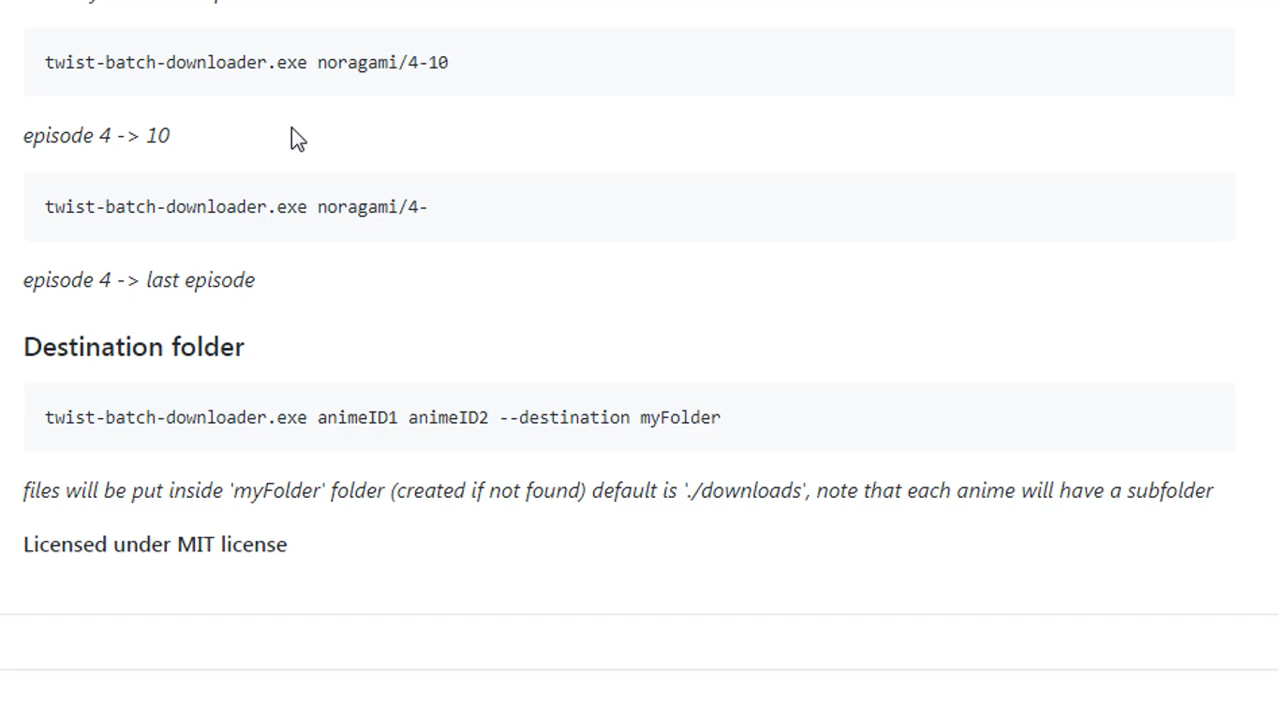 twist-batch-downloader.exe noragami/4-10
episode 4 -> 10
twist-batch-downloader.exe noragami/4-
episode 4 -> last episode
Destination folder
twist-batch-downloader.exe animeID1 animeID2 --destination myFolder
files will be put inside 'myFolder' folder (created if not found) default is './downloads', note that each anime will have a subfolder
Licensed under MIT license